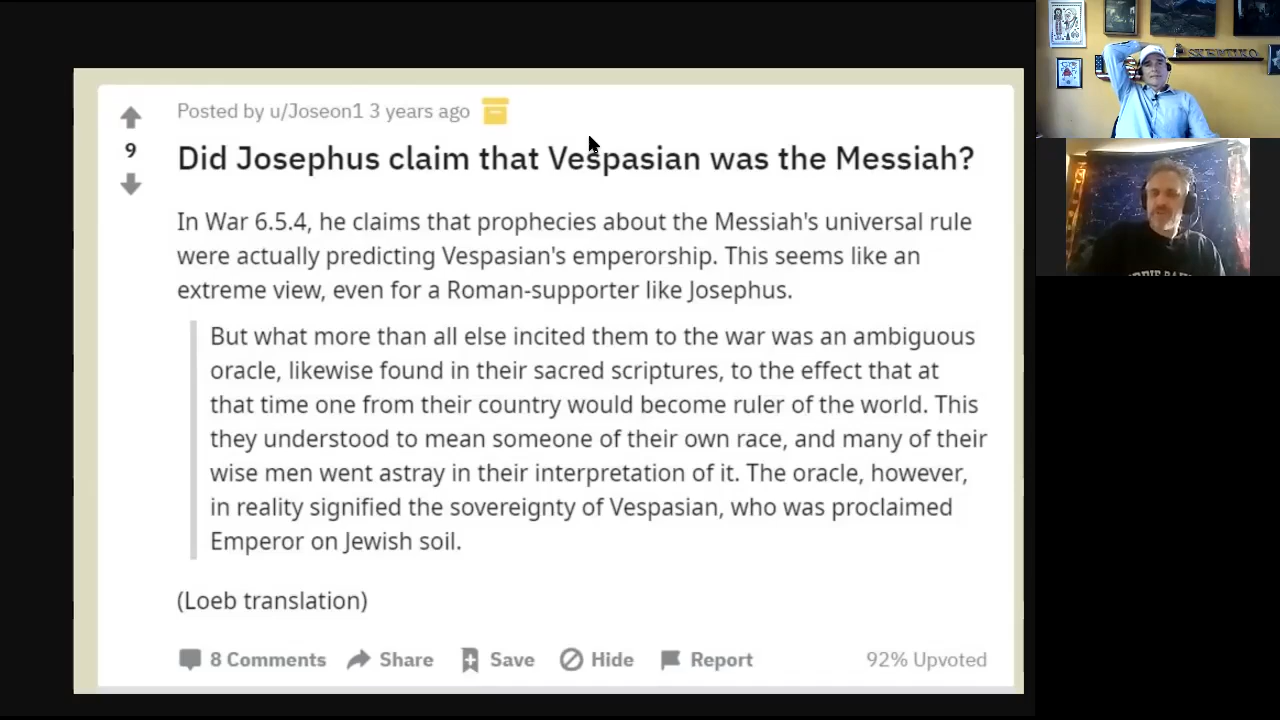 Posted by u/Joseon1 3 years ago
9
Did Josephus claim that Vespasian was the Messiah?
In War 6.5.4, he claims that prophecies about the Messiah's universal rule
were actually predicting Vespasian's emperorship. This seems like an
extreme view, even for a Roman-supporter like Josephus.
But what more than all else incited them to the war was an ambiguous
oracle, likewise found in their sacred scriptures, to the effect that at
that time one from their country would become ruler of the world. This
they understood to mean someone of their own race, and many of their
wise men went astray in their interpretation of it. The oracle, however,
in reality signified the sovereignty of Vespasian, who was proclaimed
Emperor on Jewish soil.
(Loeb translation)
8 Comments Share Save Hide Report 92% Upvoted
SKEPTIKO